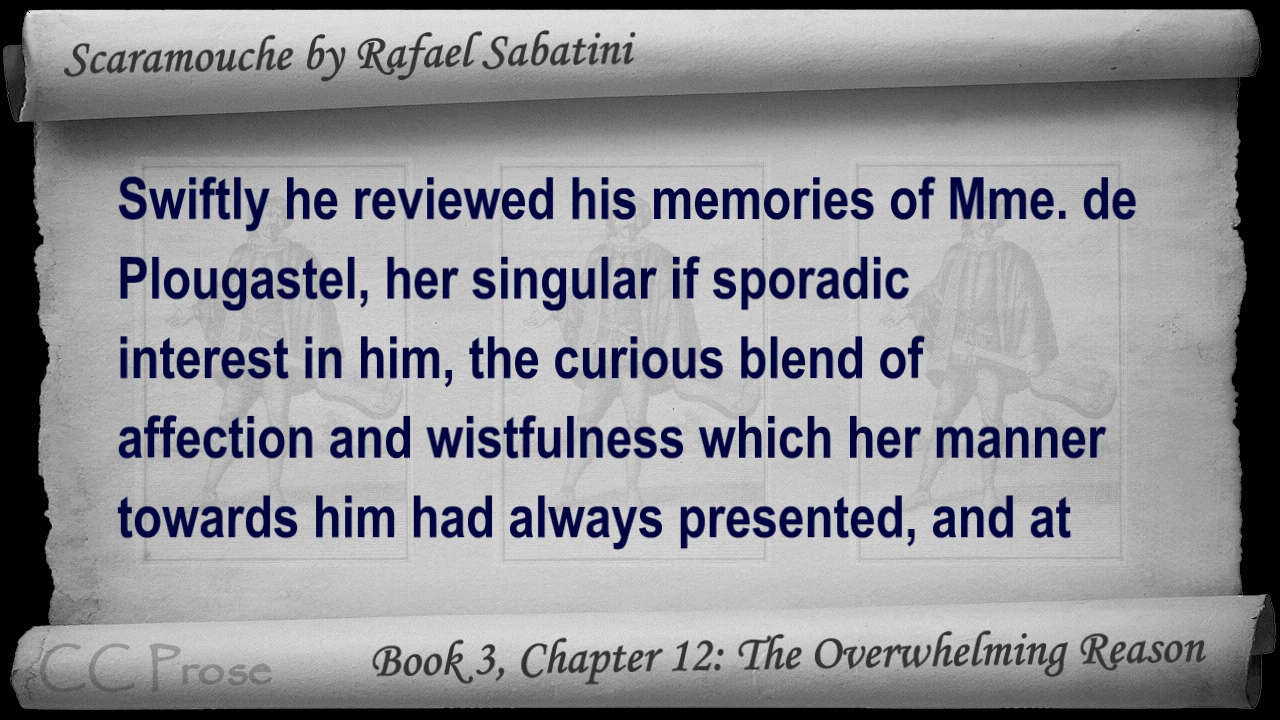 Scaramouche by Rafael Sabatini
Swiftly he reviewed his memories of Mme. de
Plougastel, her singular if sporadic
interest in him, the curious blend of
affection and wistfulness which her manner
towards him had always presented, and at
CC Prose
Book 3, Chapter 12: The Overwhelming Reason